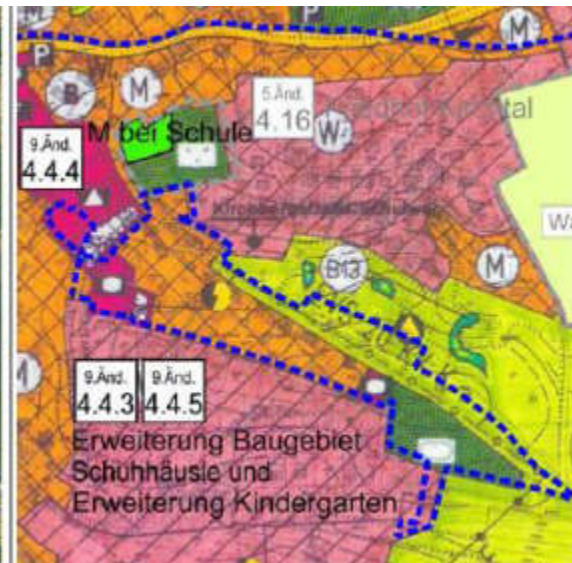 M
P
P
M
B
M
5.Änd.
4.16
W
M bei Schule
9.Änd.
4.4.4
Wa
B13
M
M
9.Änd. 9.Änd.
4.4.3 4.4.5
Erweiterung Baugebiet
Schuhhäusle und
Erweiterung Kindergarten